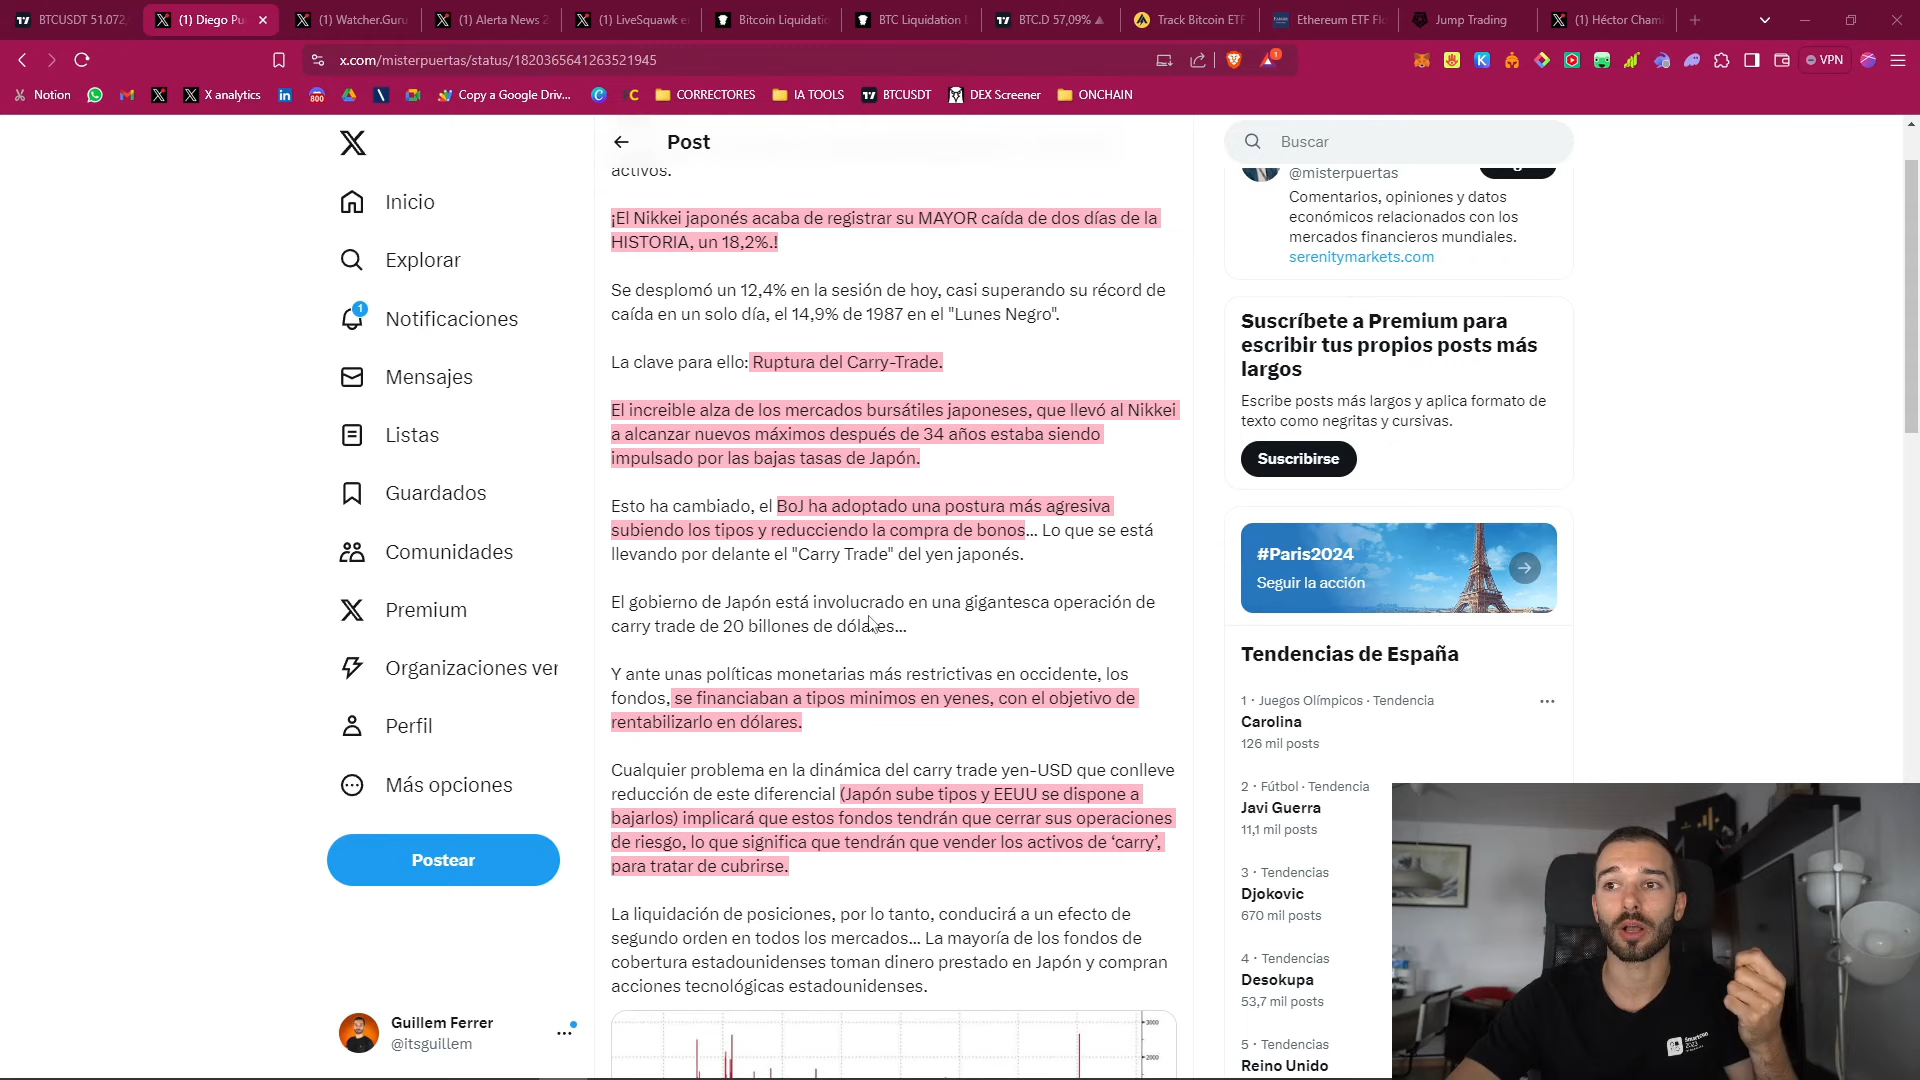 BTCUSDT 51.072
(1) Diego Pu
(1) Watcher.Guru
(1) Alerta News 2
(1) LiveSquawk e
Bitcoin Liquidatio
BTC Liquidation
BTC.D 57,09% ▲
Track Bitcoin ETF
Ethereum ETF Flo
Jump Trading
(1) Héctor Cham
x.com/misterpuertas/status/1820365641263521945
1
VPN
Notion
X analytics
800
Copy a Google Driv...
CORRECTORES
IA TOOLS
BTCUSDT
DEX Screener
ONCHAIN
Inicio
Explorar
1
Notificaciones
Mensajes
Listas
Guardados
Comunidades
Premium
Organizaciones ver
Perfil
Más opciones
Postear
Guillem Ferrer
@itsguillem
Post
activos.
¡El Nikkei japonés acaba de registrar su MAYOR caída de dos días de la
HISTORIA, un 18,2%.!
Se desplomó un 12,4% en la sesión de hoy, casi superando su récord de
caída en un solo día, el 14,9% de 1987 en el "Lunes Negro".
La clave para ello: Ruptura del Carry-Trade.
El increible alza de los mercados bursátiles japoneses, que llevó al Nikkei
a alcanzar nuevos máximos después de 34 años estaba siendo
impulsado por las bajas tasas de Japón.
Esto ha cambiado, el BoJ ha adoptado una postura más agresiva
subiendo los tipos y reducciendo la compra de bonos... Lo que se está
llevando por delante el "Carry Trade" del yen japonés.
El gobierno de Japón está involucrado en una gigantesca operación de
carry trade de 20 billones de dólares...
Y ante unas políticas monetarias más restrictivas en occidente, los
fondos, se financiaban a tipos minimos en yenes, con el objetivo de
rentabilizarlo en dólares.
Cualquier problema en la dinámica del carry trade yen-USD que conlleve
reducción de este diferencial (Japón sube tipos y EEUU se dispone a
bajarlos) implicará que estos fondos tendrán que cerrar sus operaciones
de riesgo, lo que significa que tendrán que vender los activos de ‘carry’,
para tratar de cubrirse.
La liquidación de posiciones, por lo tanto, conducirá a un efecto de
segundo orden en todos los mercados... La mayoría de los fondos de
cobertura estadounidenses toman dinero prestado en Japón y compran
acciones tecnológicas estadounidenses.
3000
2000
Buscar
@misterpuertas
Comentarios, opiniones y datos
económicos relacionados con los
mercados financieros mundiales.
serenitymarkets.com
Suscríbete a Premium para
escribir tus propios posts más
largos
Escribe posts más largos y aplica formato de
texto como negritas y cursivas.
Suscribirse
#Paris2024
Seguir la acción
Tendencias de España
1 · Juegos Olímpicos · Tendencia
Carolina
126 mil posts
2 · Fútbol · Tendencia
Javi Guerra
11,1 mil posts
3 · Tendencias
Djokovic
670 mil posts
4 · Tendencias
Desokupa
53,7 mil posts
5 · Tendencias
Reino Unido